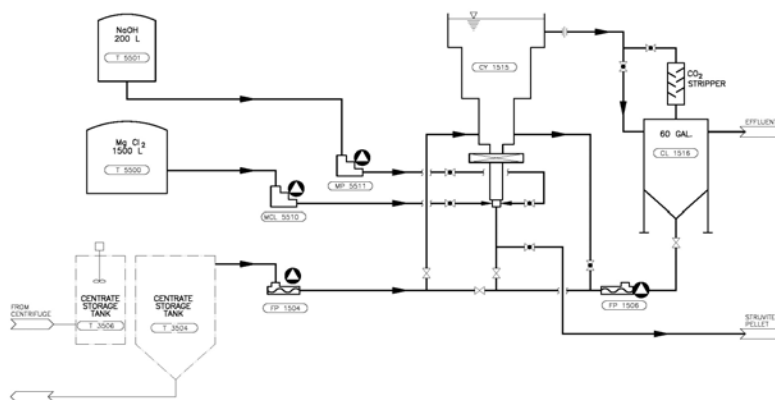 NaOH
200 L
T 5501
Mg Cl2
1500 L
T 5500
MP 5511
MCL 5510
CY 1515
CO2
STRIPPER
60 GAL.
CL 1516
EFFLUENT
FROM
CENTRIFUGE
CENTRATE
STORAGE
TANK
T 3506
CENTRATE
STORAGE
TANK
T 3504
FP 1504
FP 1506
STRUVITE
PELLET